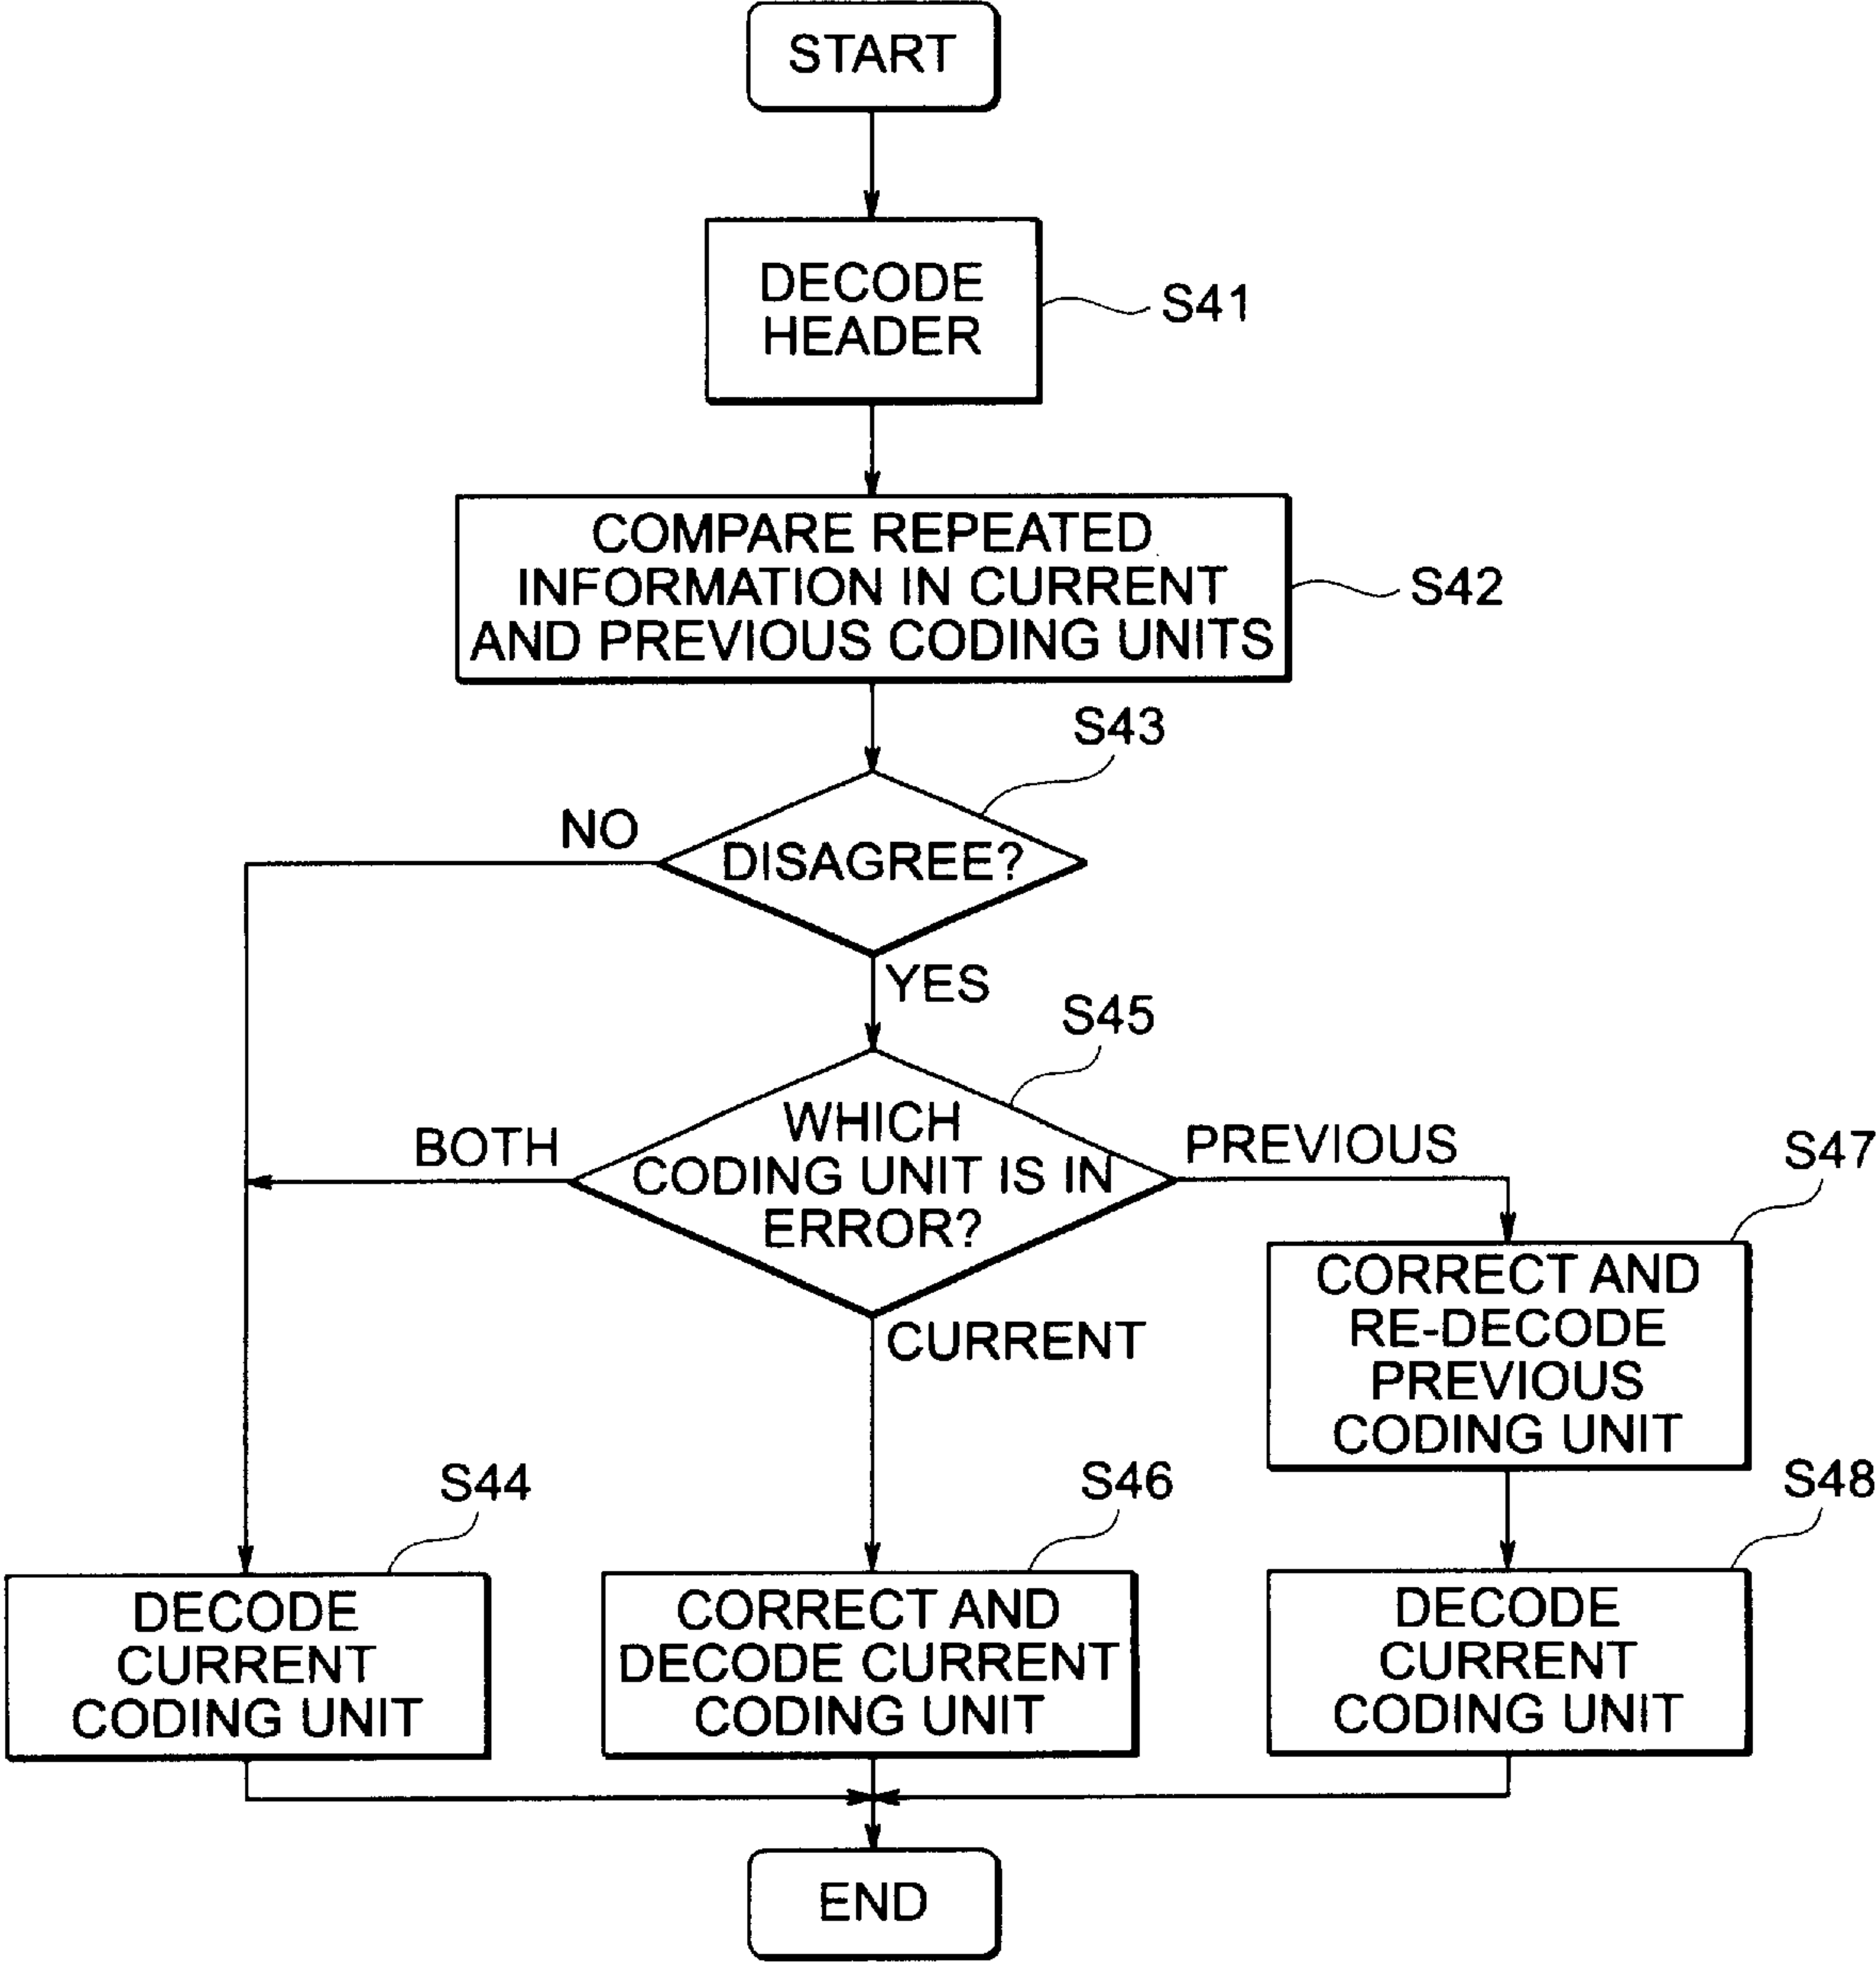 START
DECODE
HEADER
S41
COMPARE REPEATED
INFORMATION IN CURRENT
AND PREVIOUS CODING UNITS
S42
S43
NO
DISAGREE?
YES
S45
BOTH
WHICH
CODING UNIT IS IN
ERROR?
PREVIOUS
S47
CURRENT
CORRECT AND
RE-DECODE
PREVIOUS
CODING UNIT
S44
S46
S48
DECODE
CURRENT
CODING UNIT
CORRECT AND
DECODE CURRENT
CODING UNIT
DECODE
CURRENT
CODING UNIT
END